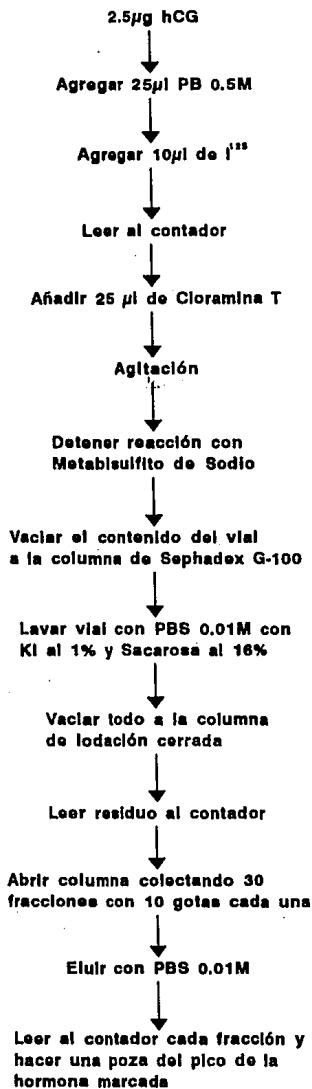 2.5µg hCG
Agregar 25µl PB 0.5M
Agregar 10µl de I¹²⁵
Leer al contador
Añadir 25 µl de Cloramina T
Agitación
Detener reacción con
Metabisulfito de Sodio
Vaciar el contenido del vial
a la columna de Sephadex G-100
Lavar vial con PBS 0.01M con
KI al 1% y Sacarosa al 16%
Vaciar todo a la columna
de Iodación cerrada
Leer residuo al contador
Abrir columna colectando 30
fracciones con 10 gotas cada una
Eluir con PBS 0.01M
Leer al contador cada fracción y
hacer una poza del pico de la
hormona marcada